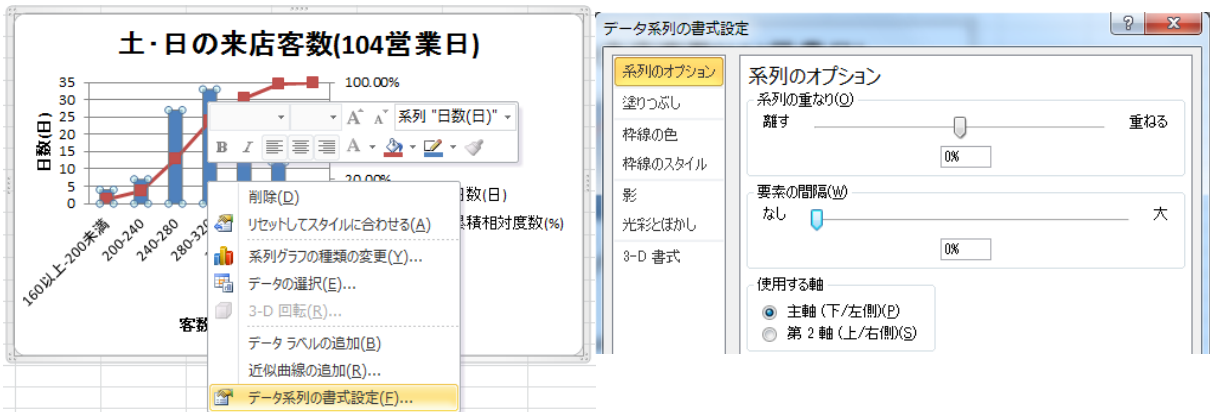 土・日の来店客数(104営業日)
35
30
25
20
15
10
5
0
日数(日)
100.00%
20.00%
系列 "日数(日)"
A A
B I A
数(日)
積相対度数(%)
160以上-200未満
200-240
240-280
280-32
客数
削除(D)
リセットしてスタイルに合わせる(A)
系列グラフの種類の変更(Y)...
データの選択(E)...
3-D 回転(R)...
データ ラベルの追加(B)
近似曲線の追加(R)...
データ系列の書式設定(F)...
データ系列の書式設定
系列のオプション
塗りつぶし
枠線の色
枠線のスタイル
影
光彩とぼかし
3-D 書式
系列のオプション
系列の重なり(O)
離す 重ねる
0%
要素の間隔(W)
なし 大
0%
使用する軸
主軸 (下/左側)(P)
第 2 軸 (上/右側)(S)